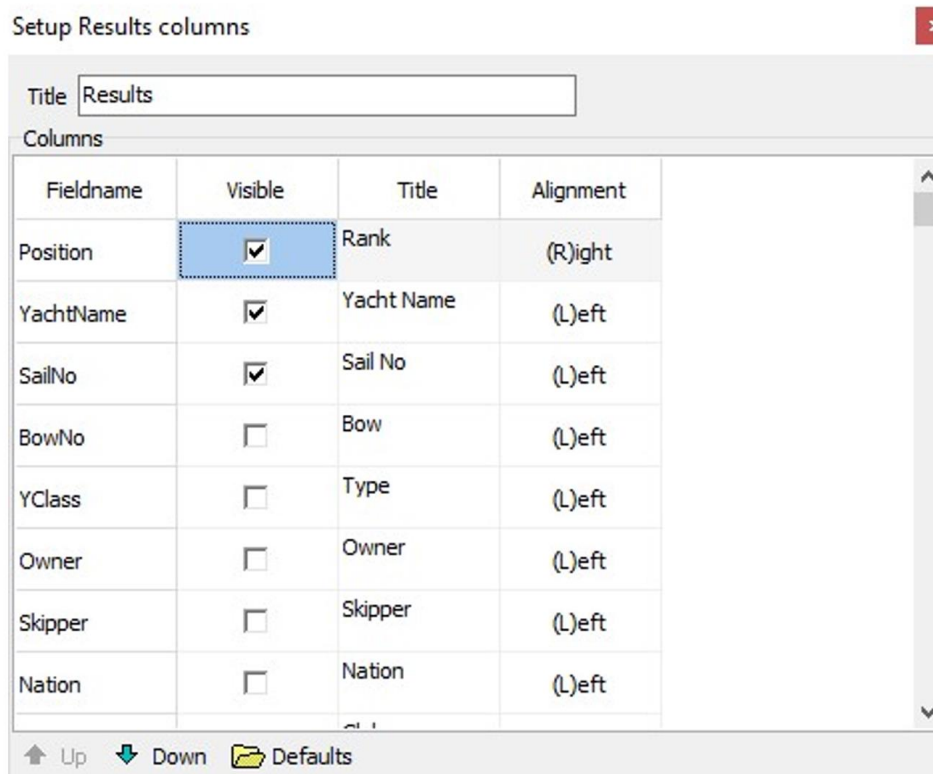 Setup Results columns
Title Results
Columns
Fieldname Visible Title Alignment
Position Rank (R)ight
YachtName Yacht Name (L)eft
SailNo Sail No (L)eft
BowNo Bow (L)eft
YClass Type (L)eft
Owner Owner (L)eft
Skipper Skipper (L)eft
Nation Nation (L)eft
Up Down Defaults